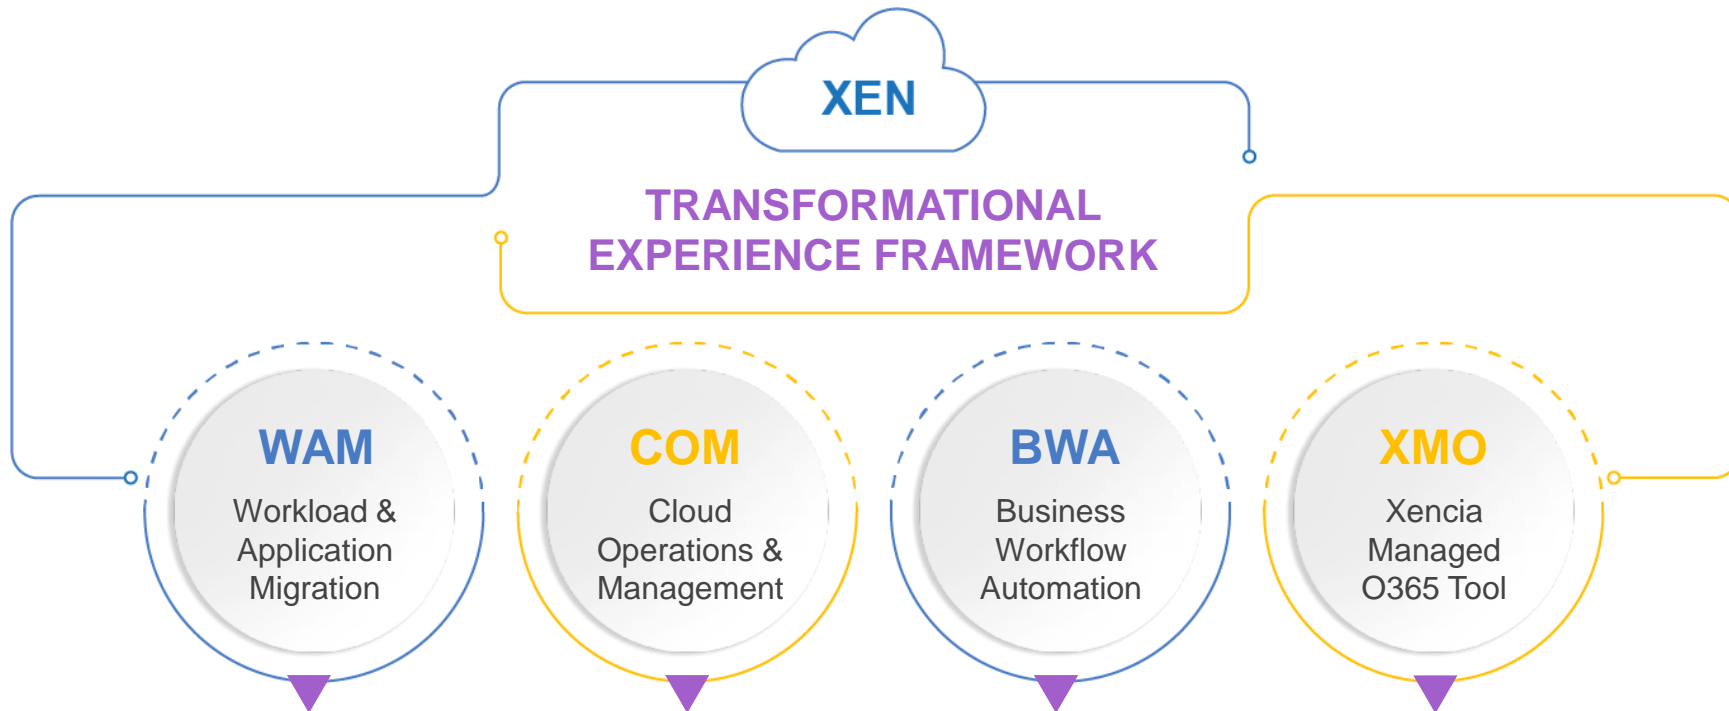 XEN
TRANSFORMATIONAL
EXPERIENCE FRAMEWORK
WAM
Workload &
Application
Migration
COM
Cloud
Operations &
Management
BWA
Business
Workflow
Automation
XMO
Xencia
Managed
O365 Tool